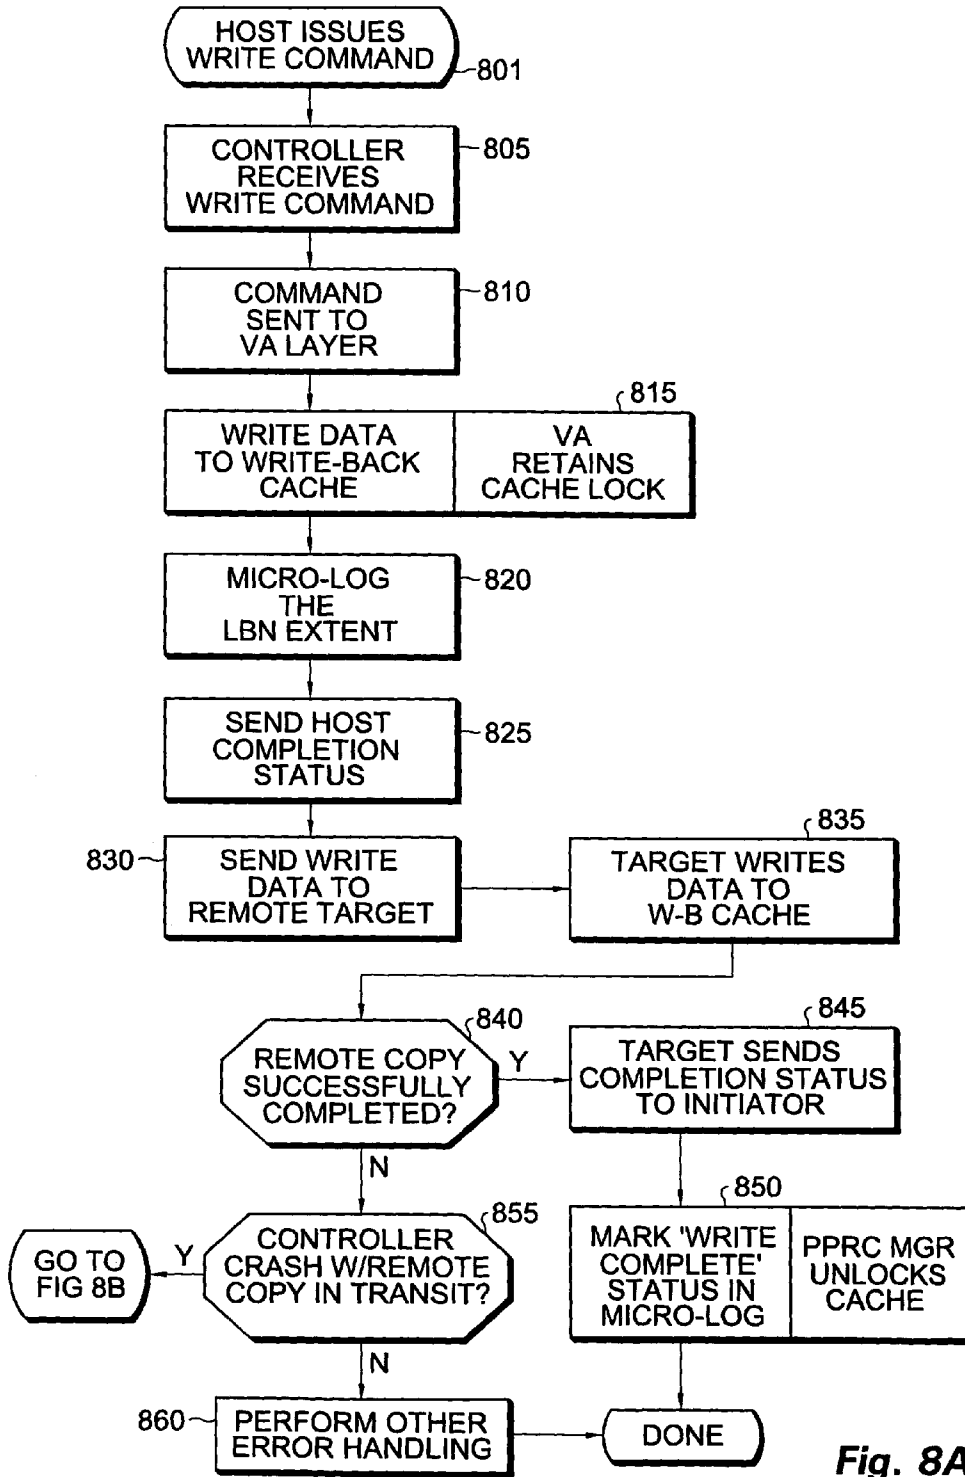 HOST ISSUES
WRITE COMMAND
801
CONTROLLER
RECEIVES
WRITE COMMAND
805
COMMAND
SENT TO
VA LAYER
810
WRITE DATA
TO WRITE-BACK
CACHE
815
VA
RETAINS
CACHE LOCK
MICRO-LOG
THE
LBN EXTENT
820
SEND HOST
COMPLETION
STATUS
825
830
SEND WRITE
DATA TO
REMOTE TARGET
835
TARGET WRITES
DATA TO
W-B CACHE
840
REMOTE COPY
SUCCESSFULLY
COMPLETED?
Y
N
845
TARGET SENDS
COMPLETION STATUS
TO INITIATOR
850
MARK 'WRITE
COMPLETE'
STATUS IN
MICRO-LOG
PPRC MGR
UNLOCKS
CACHE
855
CONTROLLER
CRASH W/REMOTE
COPY IN TRANSIT?
Y
GO TO
FIG 8B
N
860
PERFORM OTHER
ERROR HANDLING
DONE
Fig. 8A